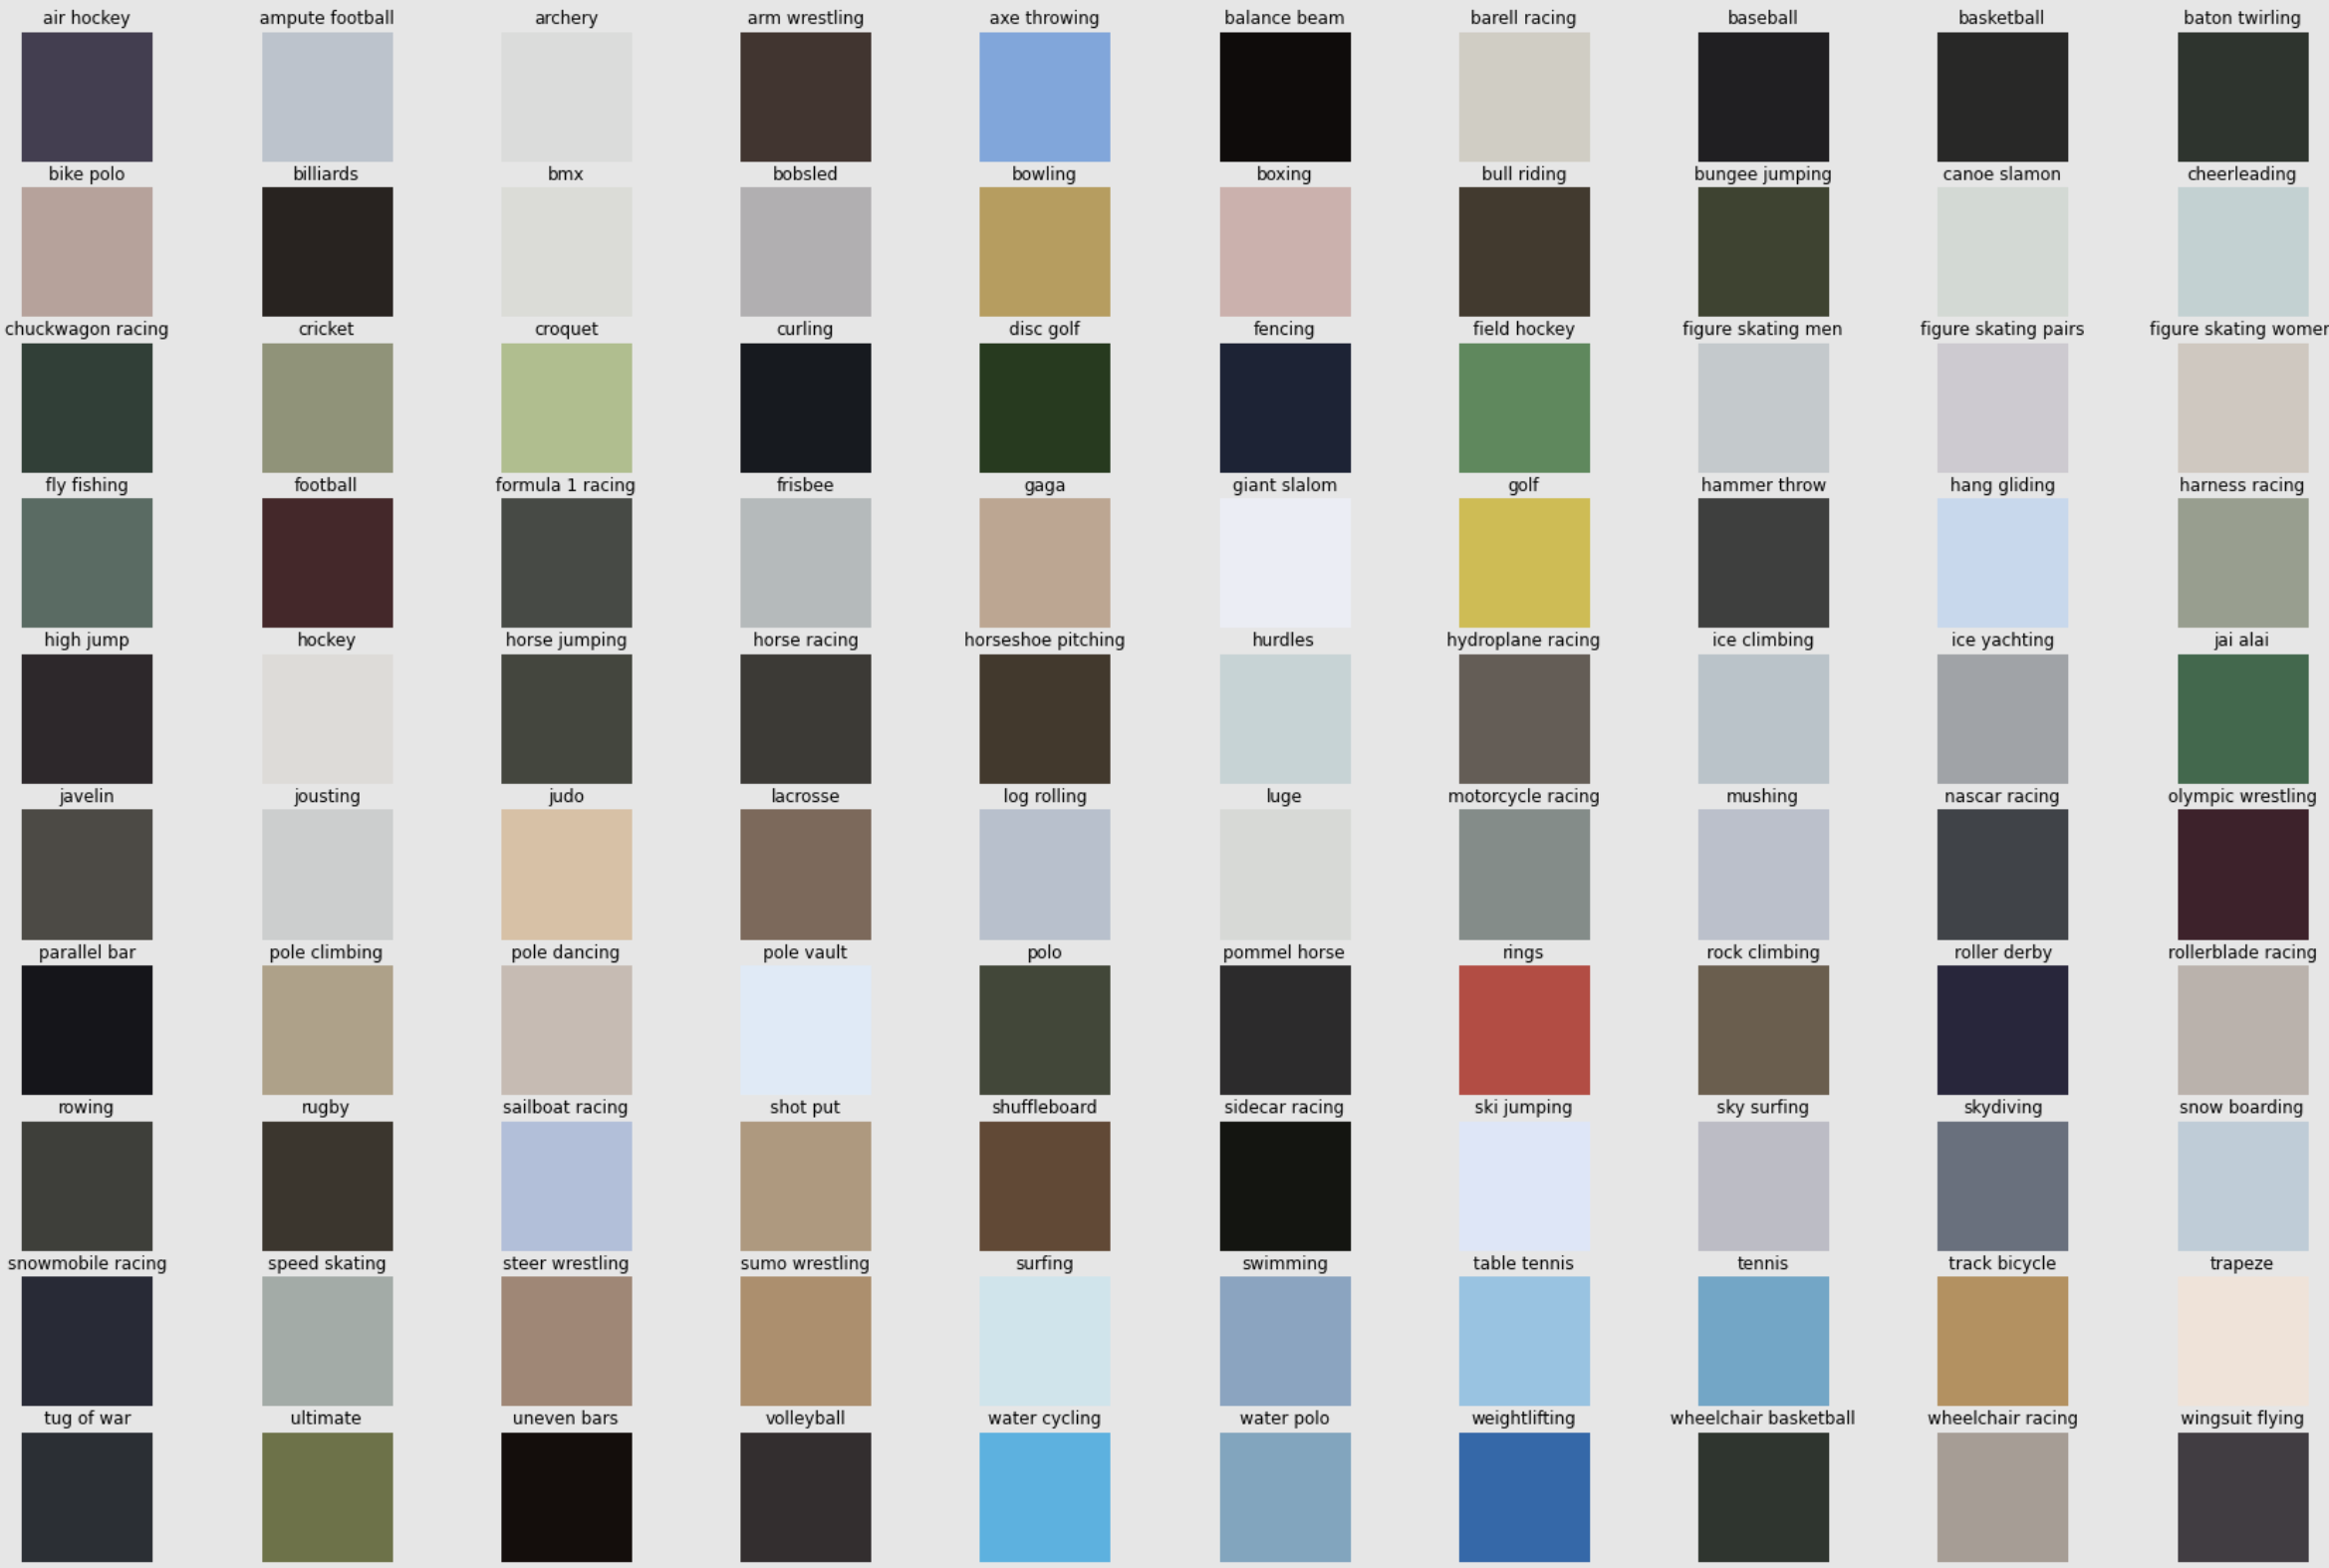 air hockey ampute football archery arm wrestling axe throwing balance beam barell racing baseball basketball baton twirling
bike polo billiards bmx bobsled bowling boxing bull riding bungee jumping canoe slamon cheerleading
chuckwagon racing cricket croquet curling disc golf fencing field hockey figure skating men figure skating pairs figure skating women
fly fishing football formula 1 racing frisbee gaga giant slalom golf hammer throw hang gliding harness racing
high jump hockey horse jumping horse racing horseshoe pitching hurdles hydroplane racing ice climbing ice yachting jai alai
javelin jousting judo lacrosse log rolling luge motorcycle racing mushing nascar racing olympic wrestling
parallel bar pole climbing pole dancing pole vault polo pommel horse rings rock climbing roller derby rollerblade racing
rowing rugby sailboat racing shot put shuffleboard sidecar racing ski jumping sky surfing skydiving snow boarding
snowmobile racing speed skating steer wrestling sumo wrestling surfing swimming table tennis tennis track bicycle trapeze
tug of war ultimate uneven bars volleyball water cycling water polo weightlifting wheelchair basketball wheelchair racing wingsuit flying